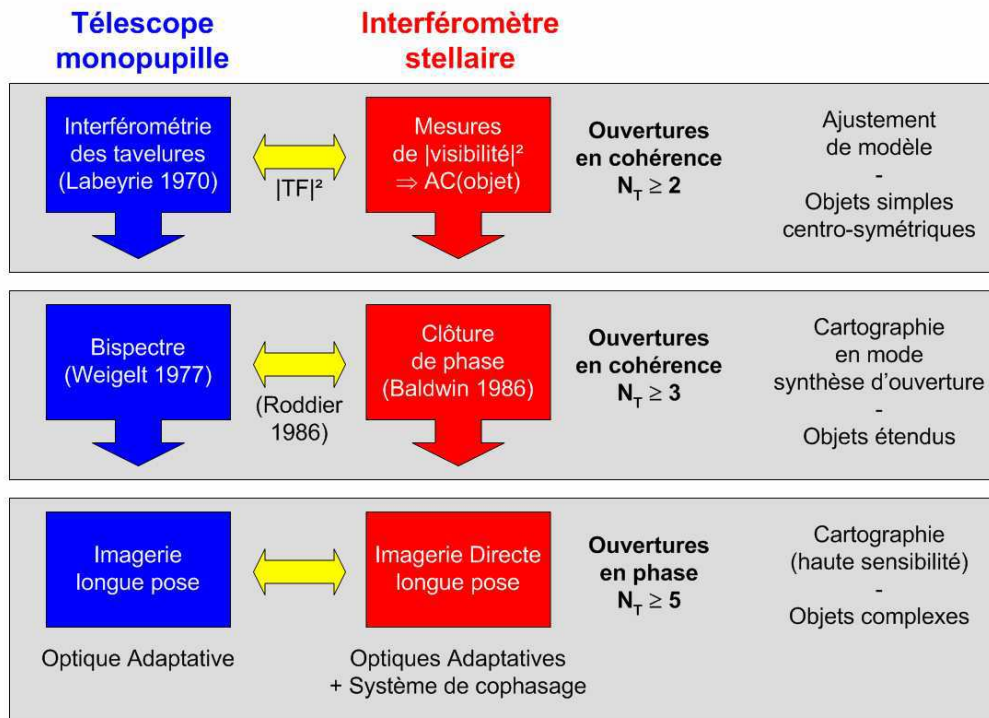 Télescope
monopupille
Interféromètre
stellaire
Interférométrie
des tavelures
(Labeyrie 1970)
|TF|²
Mesures
de |visibilité|²
⇒ AC(objet)
Ouvertures
en cohérence
N_T ≥ 2
Ajustement
de modèle
-
Objets simples
centro-symétriques
Bispectre
(Weigelt 1977)
(Roddier
1986)
Clôture
de phase
(Baldwin 1986)
Ouvertures
en cohérence
N_T ≥ 3
Cartographie
en mode
synthèse d'ouverture
-
Objets étendus
Imagerie
longue pose
Imagerie Directe
longue pose
Ouvertures
en phase
N_T ≥ 5
Cartographie
(haute sensibilité)
-
Objets complexes
Optique Adaptative
Optiques Adaptatives
+ Système de cophasage